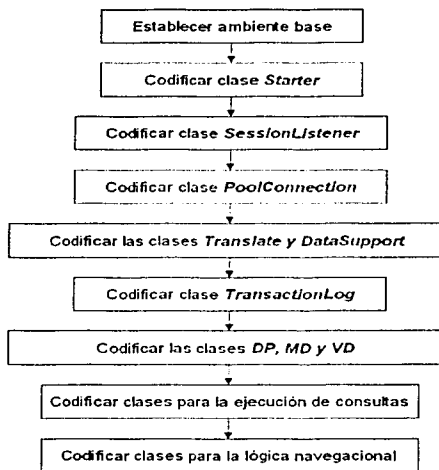 Establecer ambiente base
Codificar clase Starter
Codificar clase SessionListener
Codificar clase PoolConnection
Codificar las clases Translate y DataSupport
Codificar clase TransactionLog
Codificar las clases DP, MD y VD
Codificar clases para la ejecución de consultas
Codificar clases para la lógica navegacional